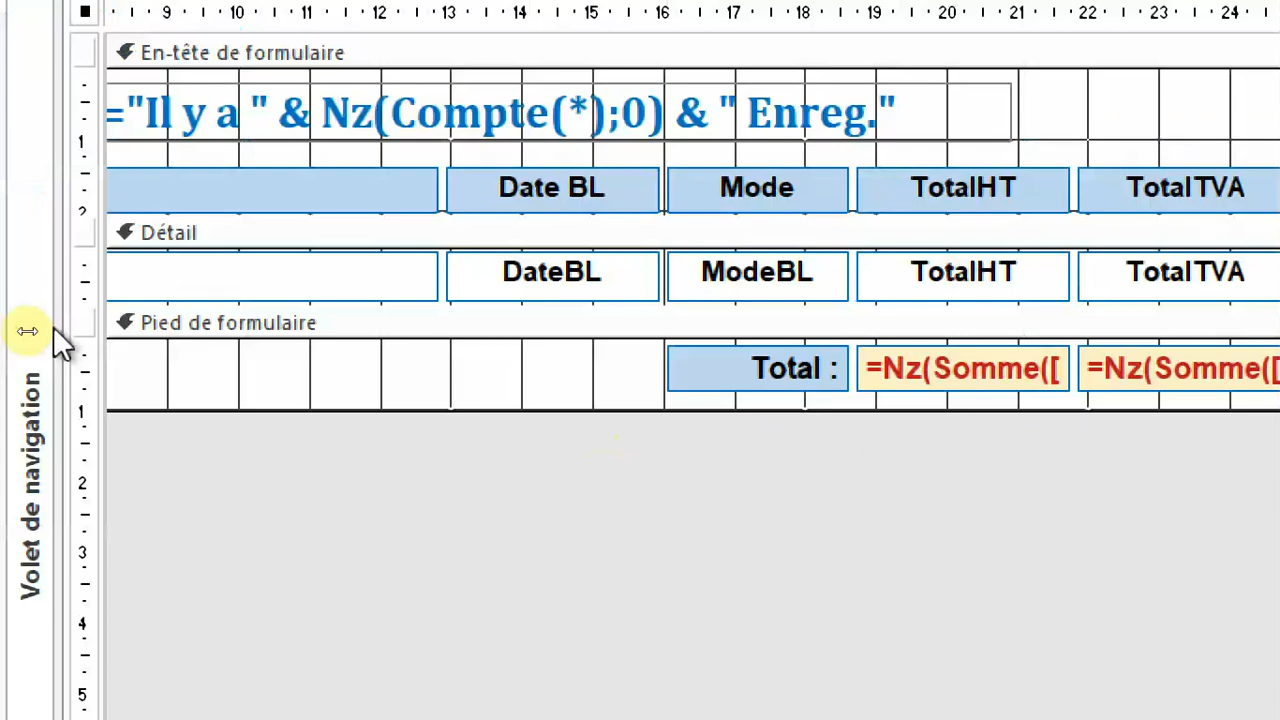 9 10 11 12 13 14 15 16 17 18 19 20 21 22 23 24
En-tête de formulaire
="Il y a " & Nz(Compte(*);0) & " Enreg."
1
Date BL Mode TotalHT TotalTVA
2
Détail
DateBL ModeBL TotalHT TotalTVA
Pied de formulaire
Total : =Nz(Somme([ =Nz(Somme([
1
2
3
4
5
Volet de navigation